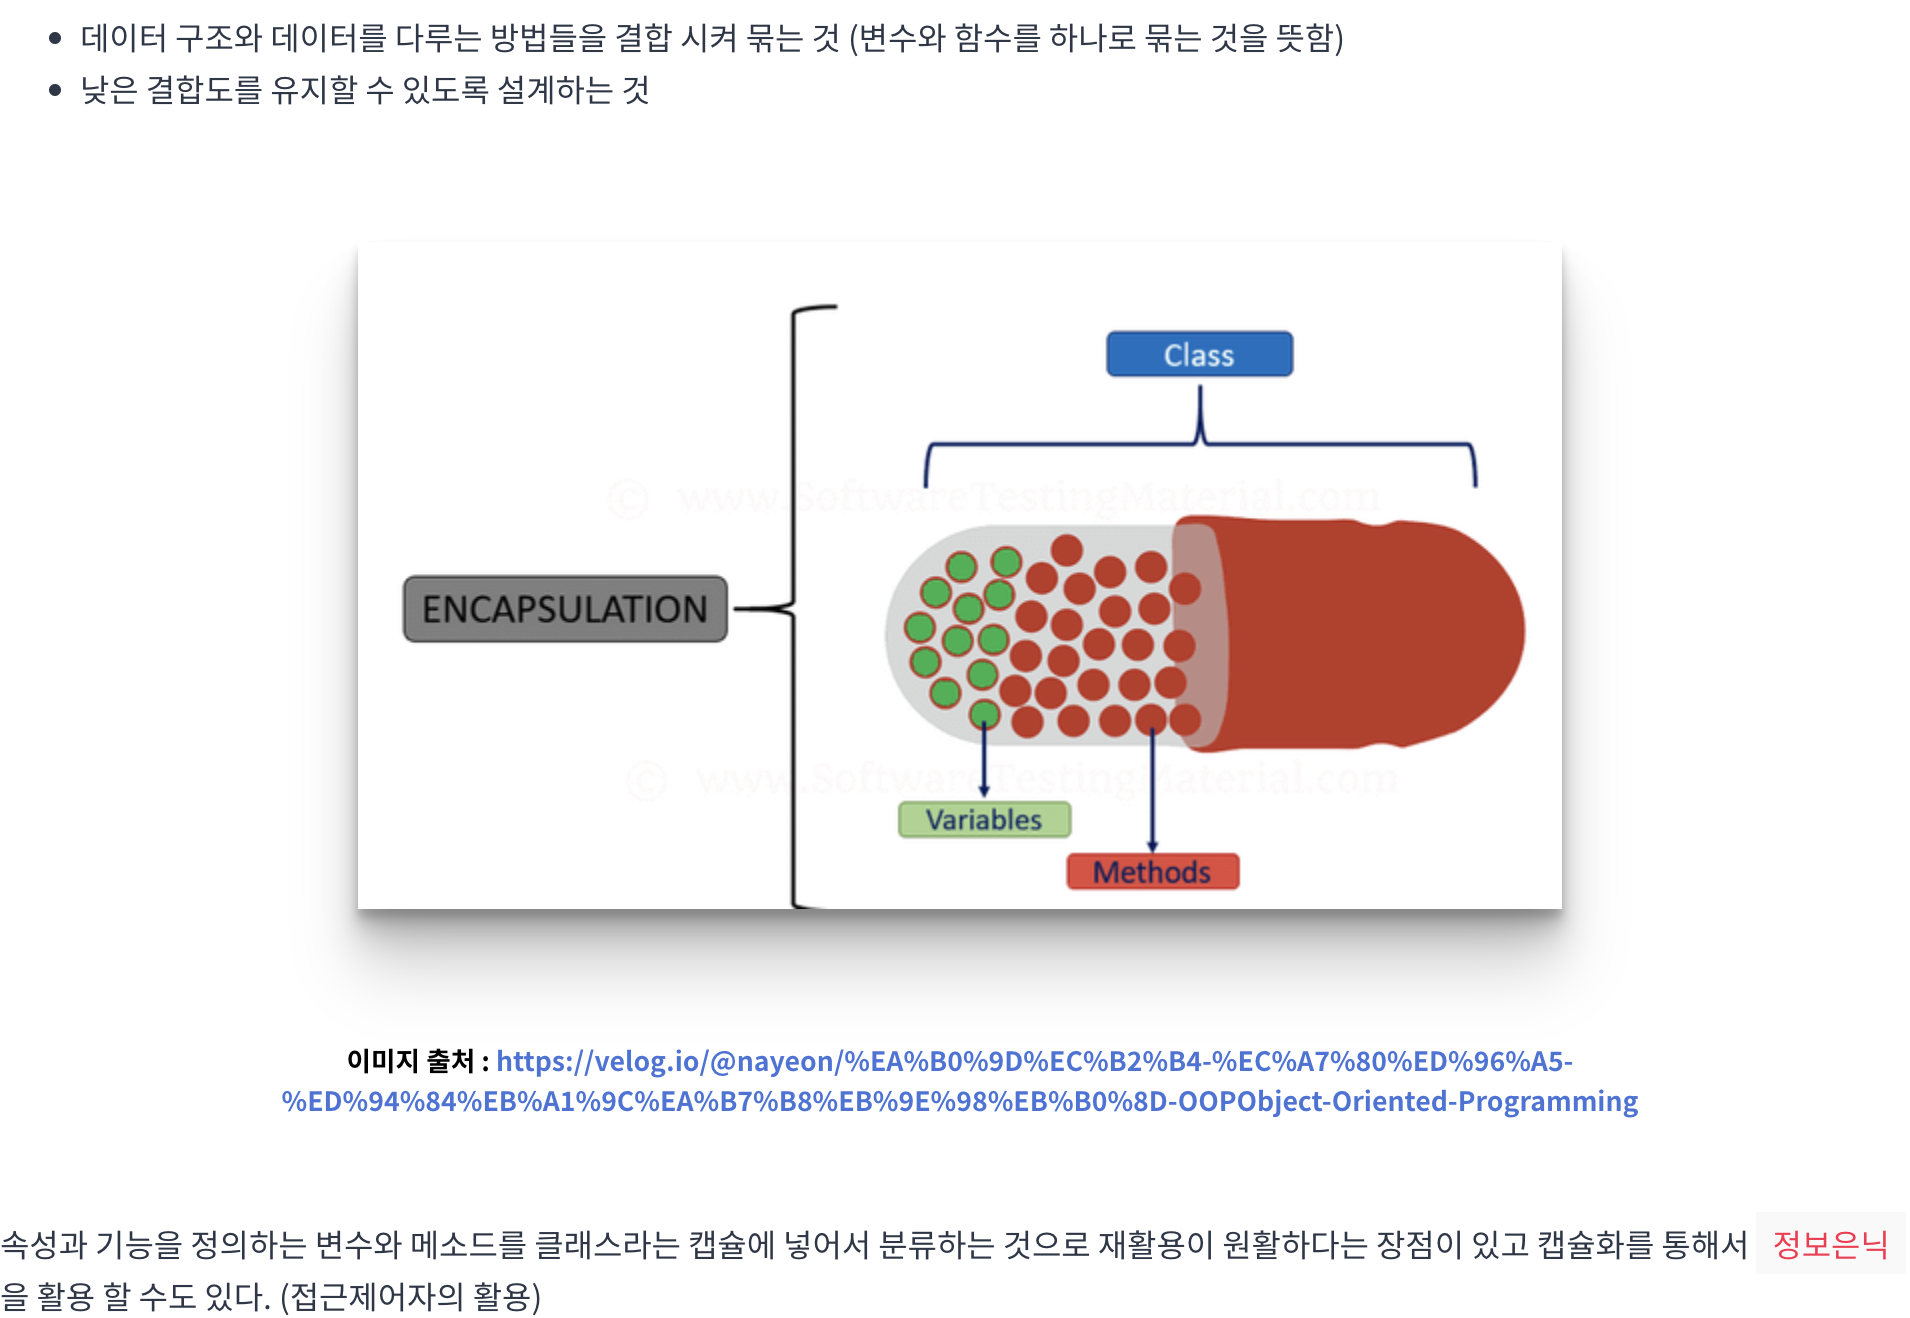 데이터 구조와 데이터를 다루는 방법들을 결합 시켜 묶는 것 (변수와 함수를 하나로 묶는 것을 뜻함)
낮은 결합도를 유지할 수 있도록 설계하는 것
Class
© www.SoftwareTestingMaterial.com
ENCAPSULATION
© www.SoftwareTestingMaterial.com
Variables
Methods
이미지 출처 : https://velog.io/@nayeon/%EA%B0%9D%EC%B2%B4-%EC%A7%80%ED%96%A5-
%ED%94%84%EB%A1%9C%EA%B7%B8%EB%9E%98%EB%B0%8D-OOPObject-Oriented-Programming
속성과 기능을 정의하는 변수와 메소드를 클래스라는 캡슐에 넣어서 분류하는 것으로 재활용이 원활하다는 장점이 있고 캡슐화를 통해서 정보은닉
을 활용 할 수도 있다. (접근제어자의 활용)